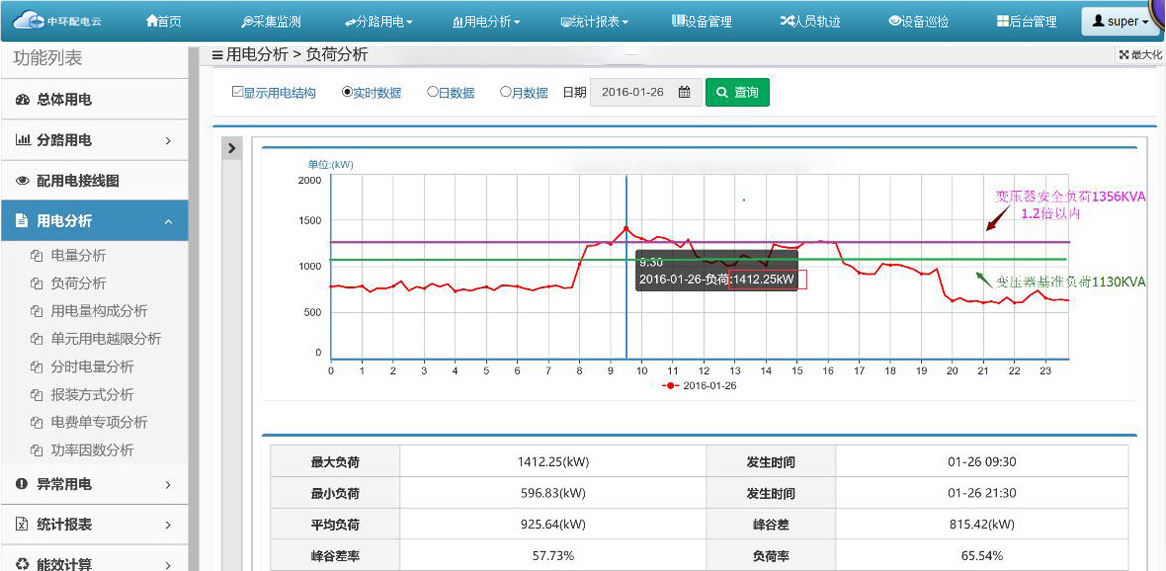 中环配电云 首页 采集监测 分路用电 用电分析 统计报表 设备管理 人员轨迹 设备巡检 后台管理 super
功能列表
用电分析 > 负荷分析
最大化
显示用电结构 实时数据 日数据 月数据 日期 2016-01-26 查询
总体用电
分路用电
配用电接线图
用电分析
电量分析
负荷分析
用电量构成分析
单元用电越限分析
分时电量分析
报装方式分析
电费单专项分析
功率因数分析
异常用电
统计报表
能效计算
单位:(kW)
2000
1500
1000
500
0
变压器安全负荷1356KVA
1.2倍以内
9:30
2016-01-26-负荷:1412.25kW
变压器基准负荷1130KVA
0 1 2 3 4 5 6 7 8 9 10 11 12 13 14 15 16 17 18 19 20 21 22 23
2016-01-26
最大负荷 1412.25(kW) 发生时间 01-26 09:30
最小负荷 596.83(kW) 发生时间 01-26 21:30
平均负荷 925.64(kW) 峰谷差 815.42(kW)
峰谷差率 57.73% 负荷率 65.54%